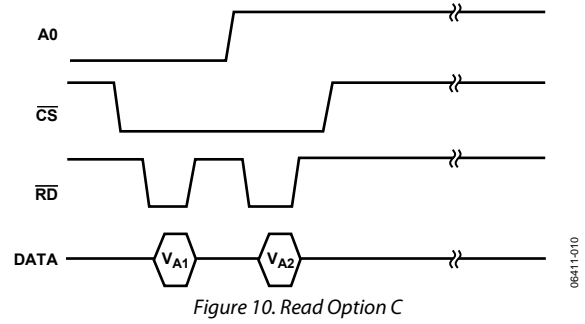 A0
CS
RD
DATA VA1 VA2
06411-010
Figure 10. Read Option C